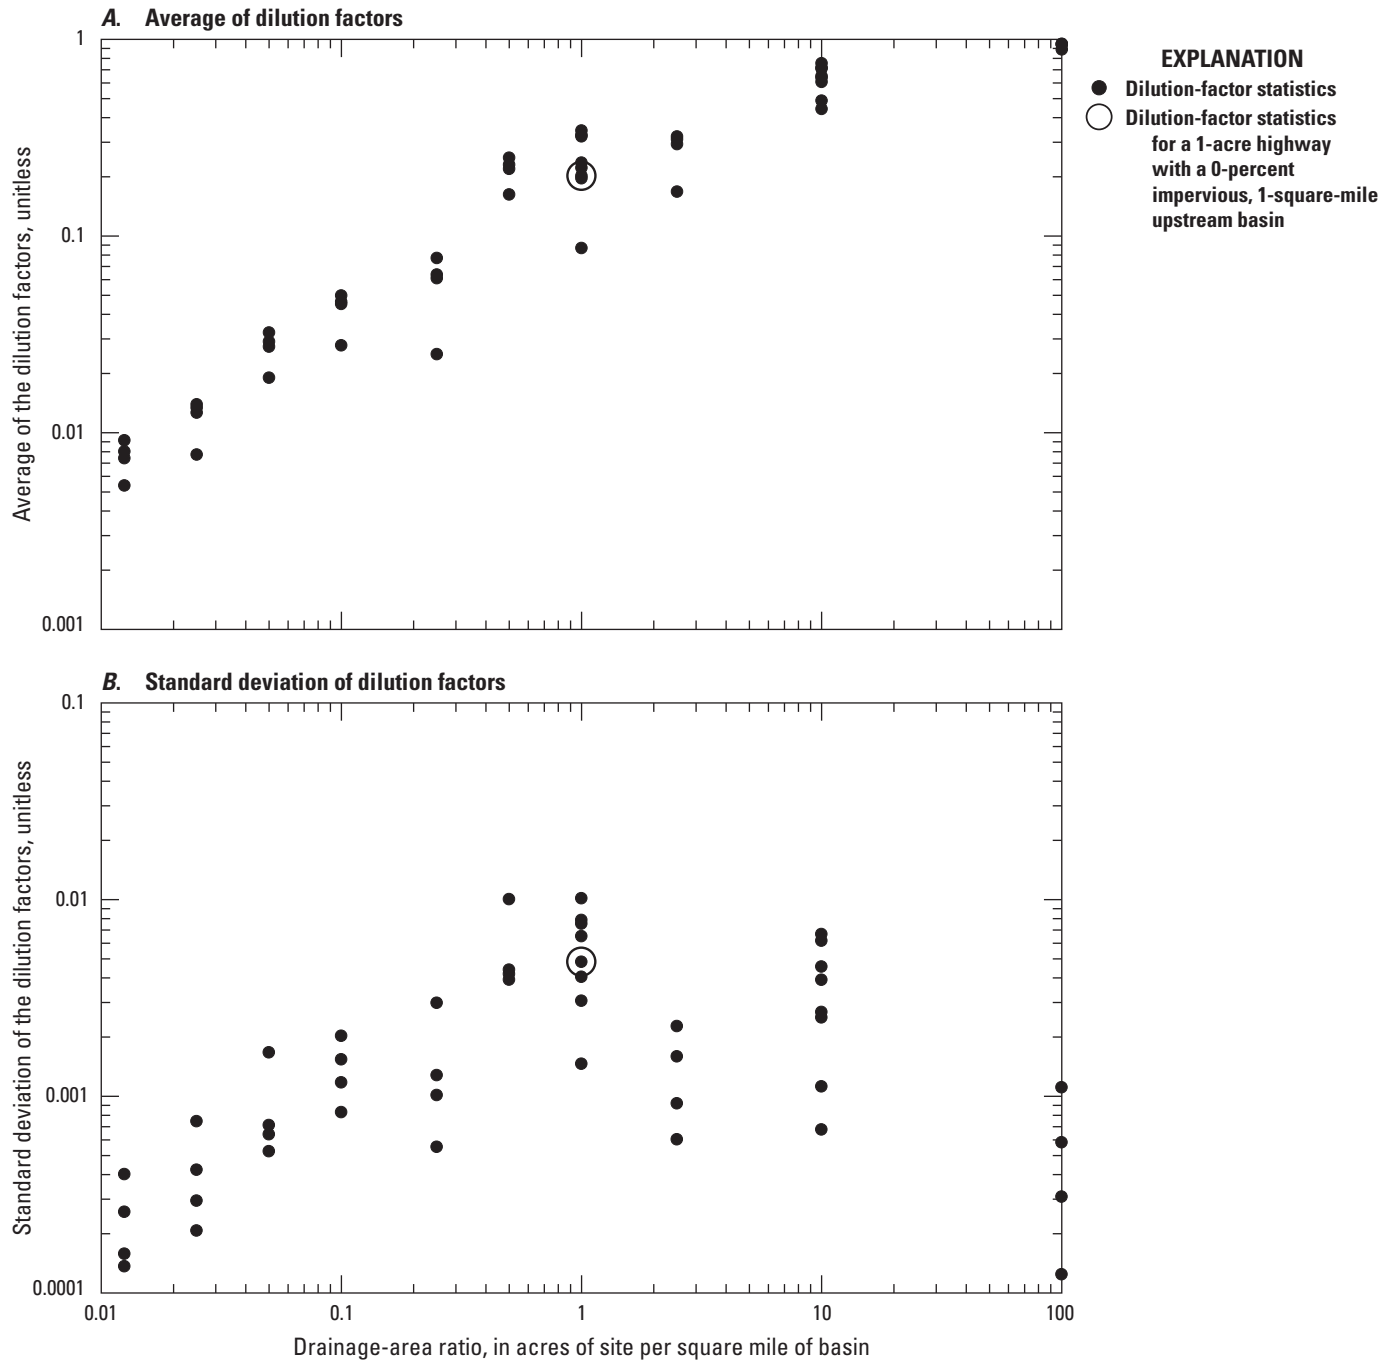 A. Average of dilution factors
1
0.1
0.01
0.001
Average of the dilution factors, unitless
EXPLANATION
Dilution-factor statistics
Dilution-factor statistics
for a 1-acre highway
with a 0-percent
impervious, 1-square-mile
upstream basin
B. Standard deviation of dilution factors
0.1
0.01
0.001
0.0001
Standard deviation of the dilution factors, unitless
0.01 0.1 1 10 100
Drainage-area ratio, in acres of site per square mile of basin